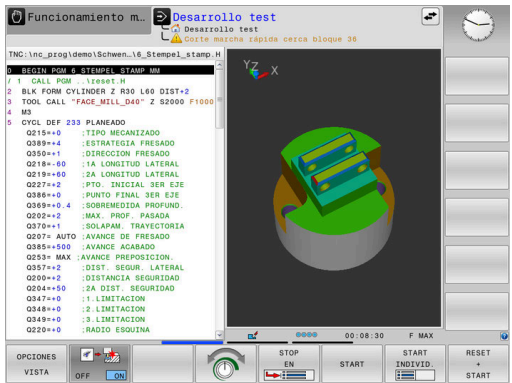 Funcionamiento m...
Desarrollo test
Desarrollo test
Corte marcha rápida cerca bloque 36
TNC:\nc_prog\demo\Schwen…\6_Stempel_stamp.H
0 BEGIN PGM 6_STEMPEL_STAMP MM
/ 1 CALL PGM ..\reset.H
2 BLK FORM CYLINDER Z R30 L60 DIST+2
3 TOOL CALL "FACE_MILL_D40" Z S2000 F1000
4 M3
5 CYCL DEF 233 PLANEADO
Q215=+0 ;TIPO MECANIZADO
Q389=+4 ;ESTRATEGIA FRESADO
Q350=+1 ;DIRECCION FRESADO
Q218=-60 ;1A LONGITUD LATERAL
Q219=+60 ;2A LONGITUD LATERAL
Q227=+2 ;PTO. INICIAL 3ER EJE
Q386=+0 ;PUNTO FINAL 3ER EJE
Q369=+0.4 ;SOBREMEDIDA PROFUND.
Q202=+2 ;MAX. PROF. PASADA
Q370=+1 ;SOLAPAM. TRAYECTORIA
Q207= AUTO ;AVANCE DE FRESADO
Q385=+500 ;AVANCE ACABADO
Q253= MAX ;AVANCE PREPOSICION.
Q357=+2 ;DIST. SEGUR. LATERAL
Q200=+2 ;DISTANCIA SEGURIDAD
Q204=+50 ;2A DIST. SEGURIDAD
Q347=+0 ;1.LIMITACION
Q348=+0 ;2.LIMITACION
Q349=+0 ;3.LIMITACION
Q220=+0 ;RADIO ESQUINA
Y Z X
00:08:30 F MAX
OPCIONES
VISTA
OFF ON
STOP
EN
START
START
INDIVID.
RESET
+
START